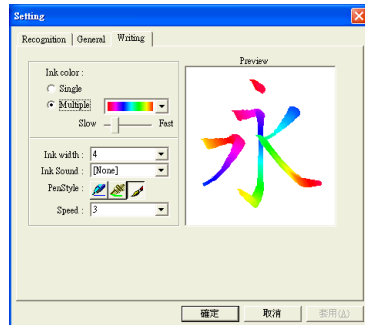 Setting
Recognition General Writing
Preview
Ink color :
Single
Multiple
Slow Fast
Ink width : 4
Ink Sound : [None]
PenStyle :
Speed : 3
永
確定 取消 套用(A)